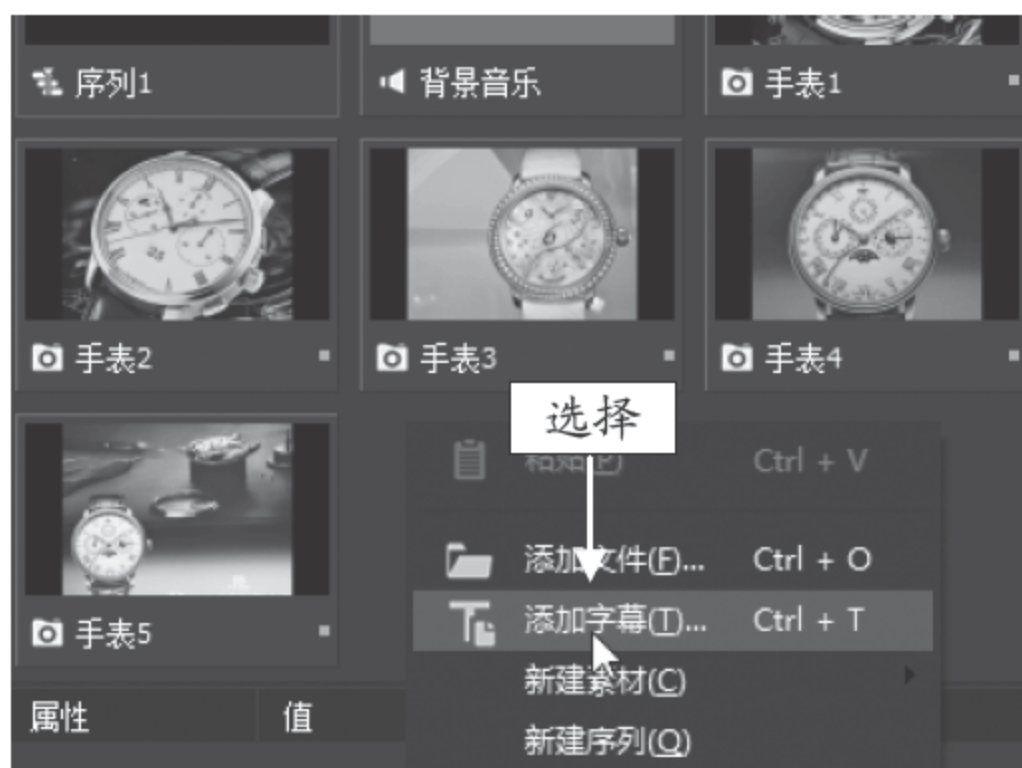 序列1
背景音乐
手表1
手表2
手表3
手表4
选择
粘贴(P) Ctrl + V
添加文件(F)... Ctrl + O
添加字幕(T)... Ctrl + T
手表5
新建素材(C)
属性 值
新建序列(Q)